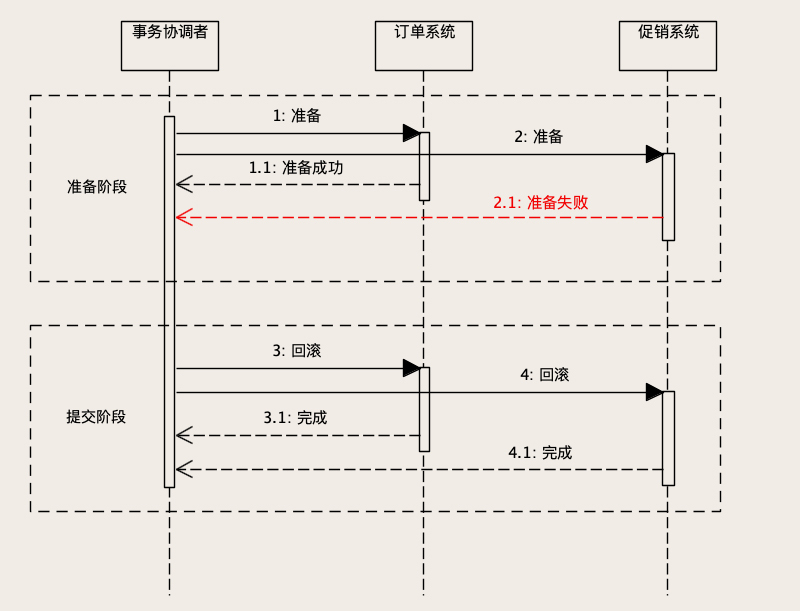 事务协调者
订单系统
促销系统
1: 准备
2: 准备
1.1: 准备成功
准备阶段
2.1: 准备失败
3: 回滚
4: 回滚
提交阶段
3.1: 完成
4.1: 完成